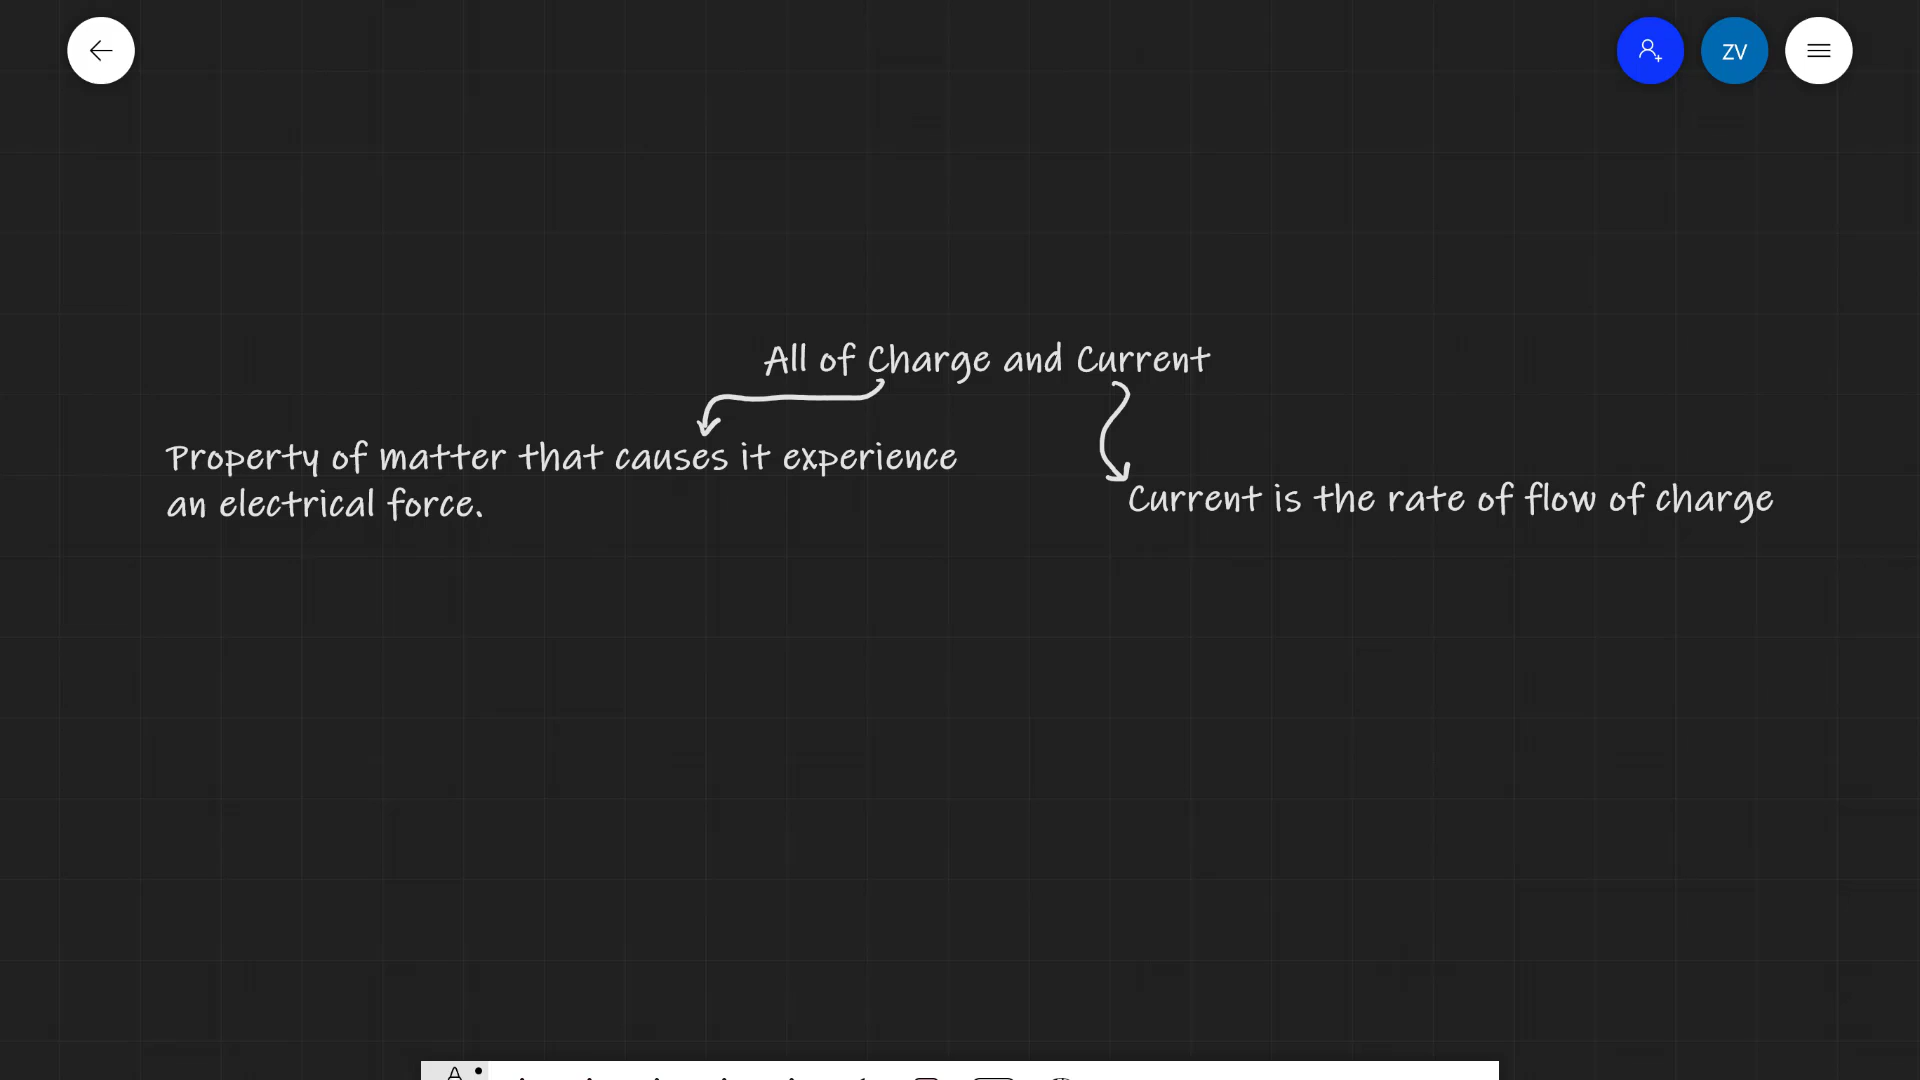 ZV
All of Charge and Current
Property of matter that causes it experience
an electrical force.
Current is the rate of flow of charge